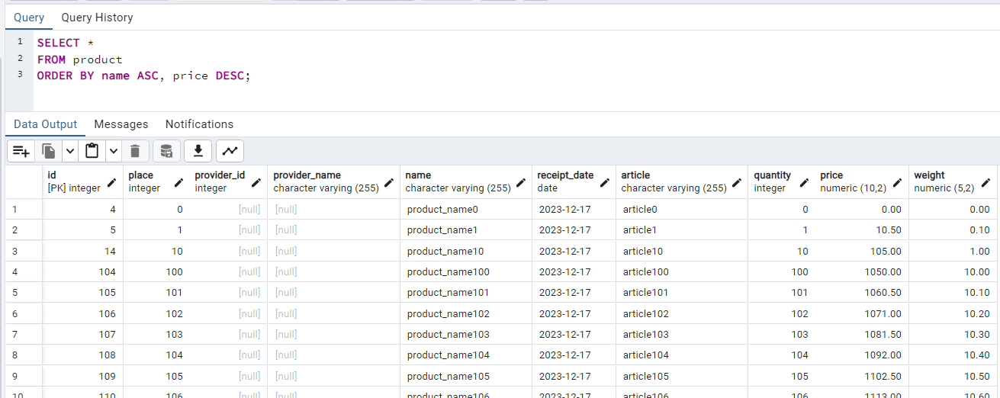 Query Query History
1 SELECT *
2 FROM product
3 ORDER BY name ASC, price DESC;
Data Output Messages Notifications
id place provider_id provider_name name receipt_date article quantity price weight
[PK] integer integer integer character varying (255) character varying (255) date character varying (255) integer numeric (10,2) numeric (5,2)
1 4 0 [null] [null] product_name0 2023-12-17 article0 0 0.00 0.00
2 5 1 [null] [null] product_name1 2023-12-17 article1 1 10.50 0.10
3 14 10 [null] [null] product_name10 2023-12-17 article10 10 105.00 1.00
4 104 100 [null] [null] product_name100 2023-12-17 article100 100 1050.00 10.00
5 105 101 [null] [null] product_name101 2023-12-17 article101 101 1060.50 10.10
6 106 102 [null] [null] product_name102 2023-12-17 article102 102 1071.00 10.20
7 107 103 [null] [null] product_name103 2023-12-17 article103 103 1081.50 10.30
8 108 104 [null] [null] product_name104 2023-12-17 article104 104 1092.00 10.40
9 109 105 [null] [null] product_name105 2023-12-17 article105 105 1102.50 10.50
10 110 106 [null] [null] product_name106 2023-12-17 article106 106 1113.00 10.60